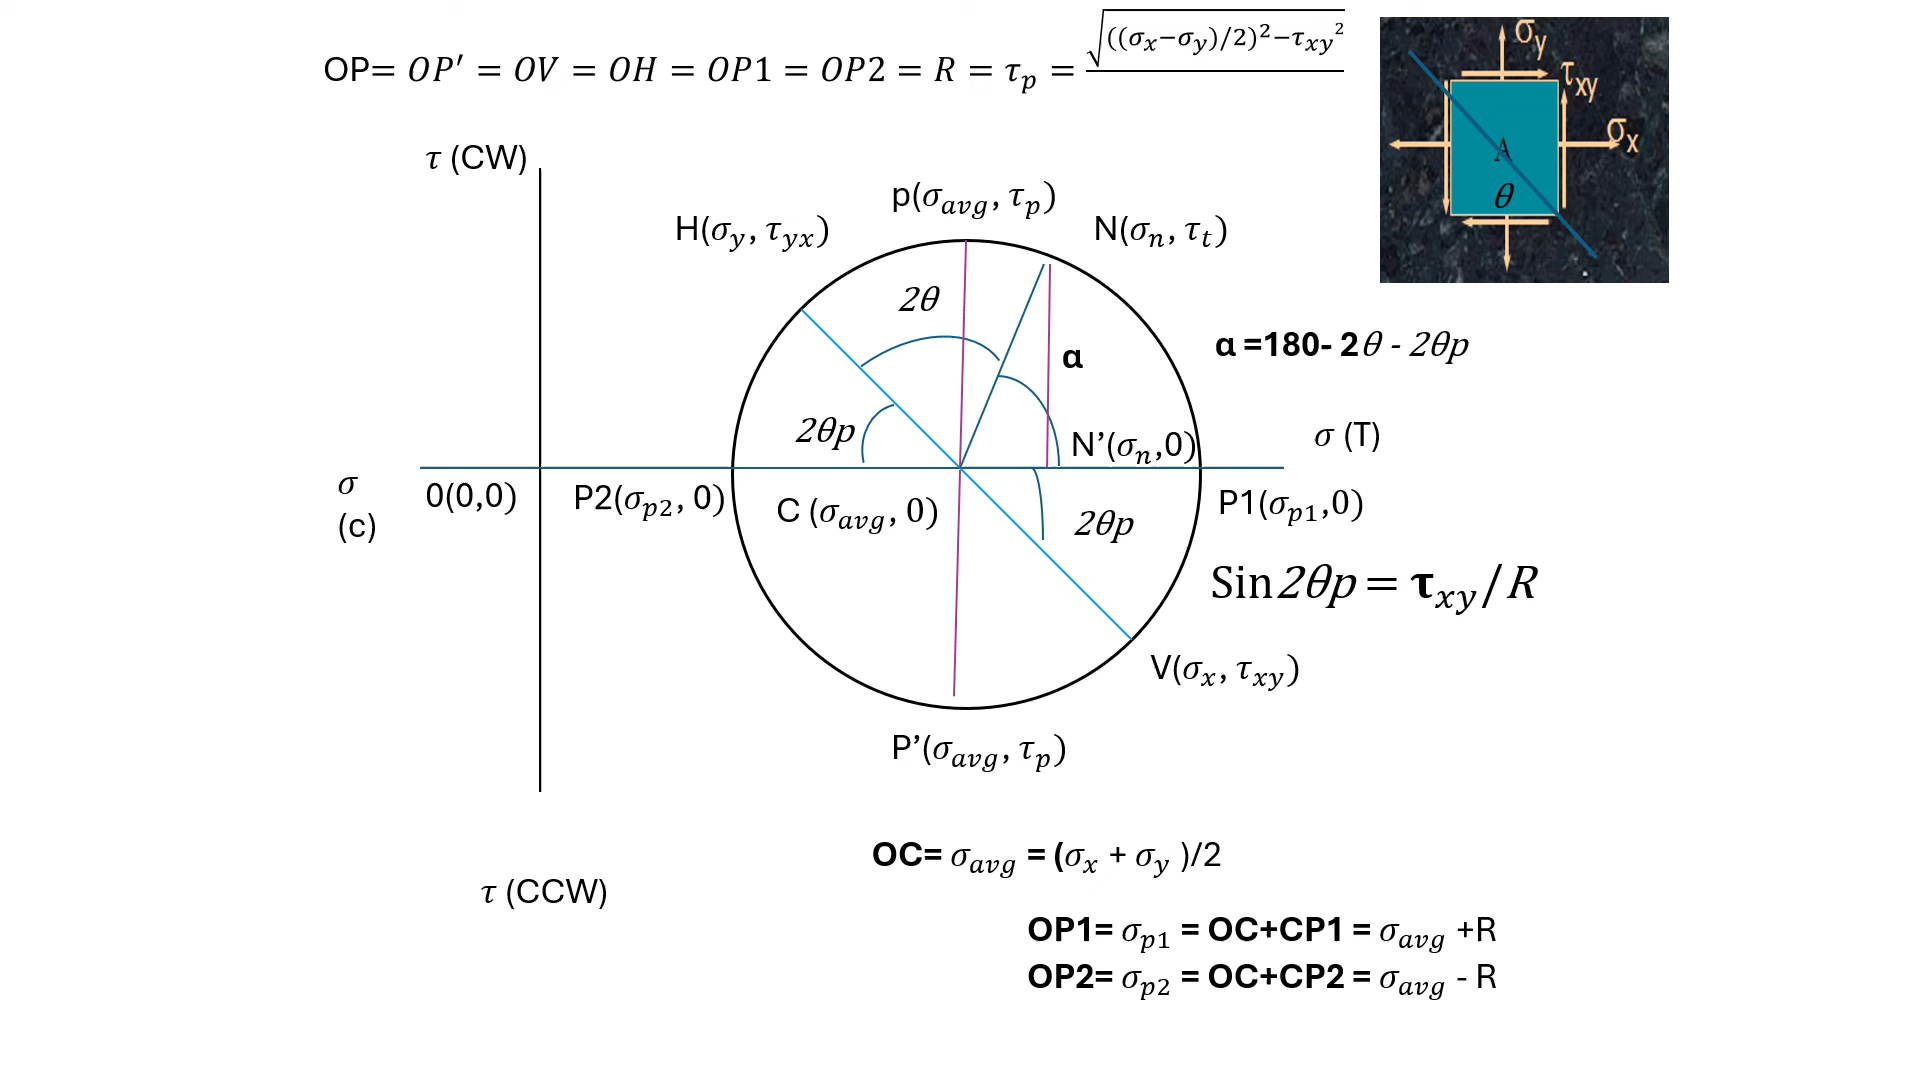 OP= 𝑂𝑃′ = 𝑂𝑉 = 𝑂𝐻 = 𝑂𝑃1 = 𝑂𝑃2 = 𝑅 = τₚ = √((σₓ−σᵧ)/2)²−τₓᵧ²
σy
τxy
σx
A
θ
τ (CW)
p(σavg, τp)
H(σy, τyx)
N(σn, τt)
2θ
α
α =180- 2θ - 2θp
2θp
N’(σn,0)
σ (T)
σ
(c)
0(0,0)
P2(σp2, 0)
C (σavg, 0)
2θp
P1(σp1,0)
Sin2θp = τxy/R
V(σx, τxy)
P’(σavg, τp)
OC= σavg = (σx + σy )/2
τ (CCW)
OP1= σp1 = OC+CP1 = σavg +R
OP2= σp2 = OC+CP2 = σavg - R